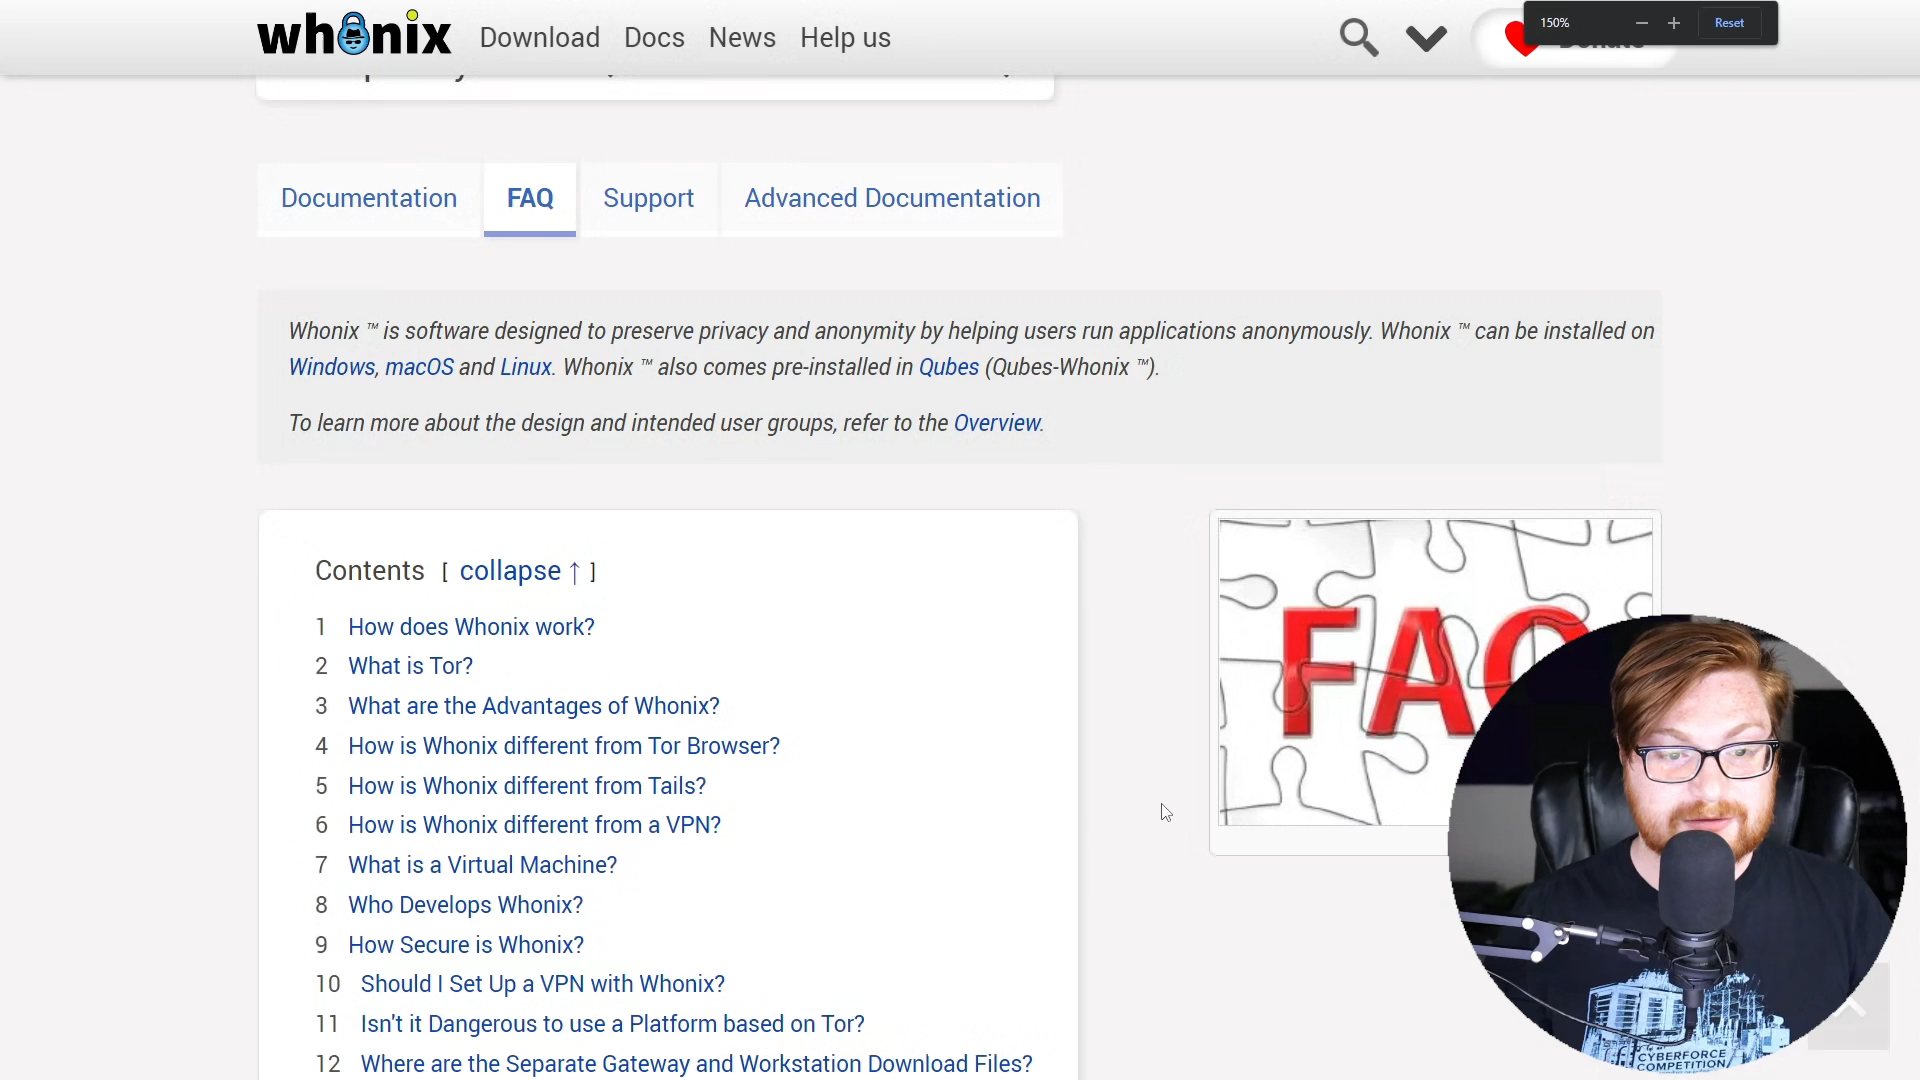 whonix Download Docs News Help us Donate
150% Reset
Documentation FAQ Support Advanced Documentation
Whonix ™ is software designed to preserve privacy and anonymity by helping users run applications anonymously. Whonix ™ can be installed on
Windows, macOS and Linux. Whonix ™ also comes pre-installed in Qubes (Qubes-Whonix ™).
To learn more about the design and intended user groups, refer to the Overview.
Contents [ collapse ↑ ]
1 How does Whonix work?
2 What is Tor?
3 What are the Advantages of Whonix?
4 How is Whonix different from Tor Browser?
5 How is Whonix different from Tails?
6 How is Whonix different from a VPN?
7 What is a Virtual Machine?
8 Who Develops Whonix?
9 How Secure is Whonix?
10 Should I Set Up a VPN with Whonix?
11 Isn't it Dangerous to use a Platform based on Tor?
12 Where are the Separate Gateway and Workstation Download Files?
FAQ
CYBERFORCE
COMPETITION